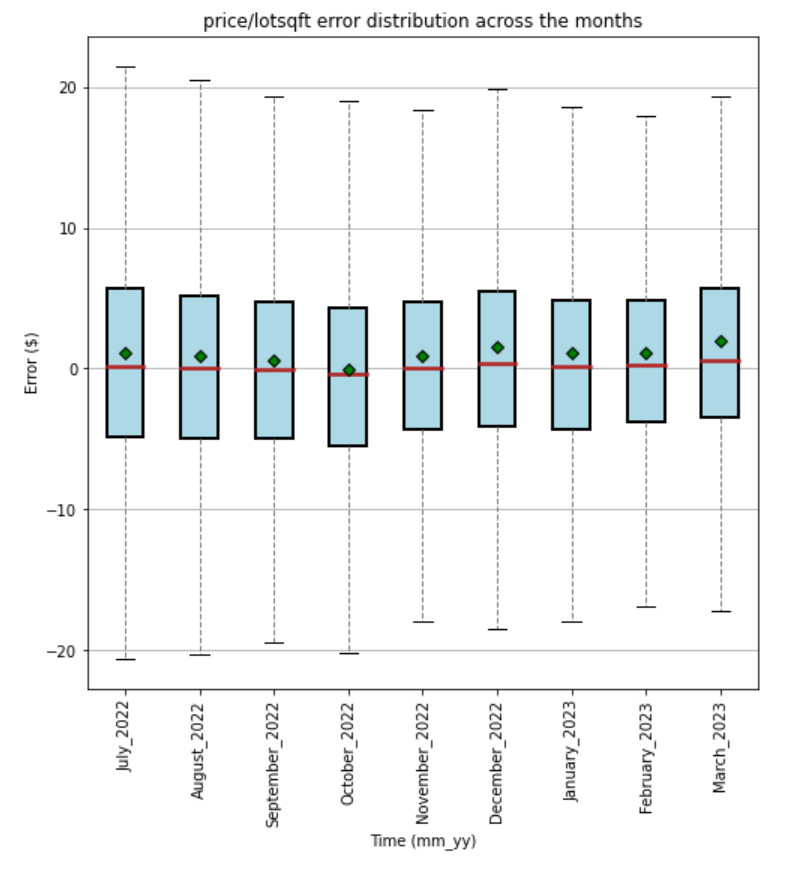 price/lotsqft error distribution across the months
20
10
0
−10
−20
Error ($)
July_2022
August_2022
September_2022
October_2022
November_2022
December_2022
January_2023
February_2023
March_2023
Time (mm_yy)